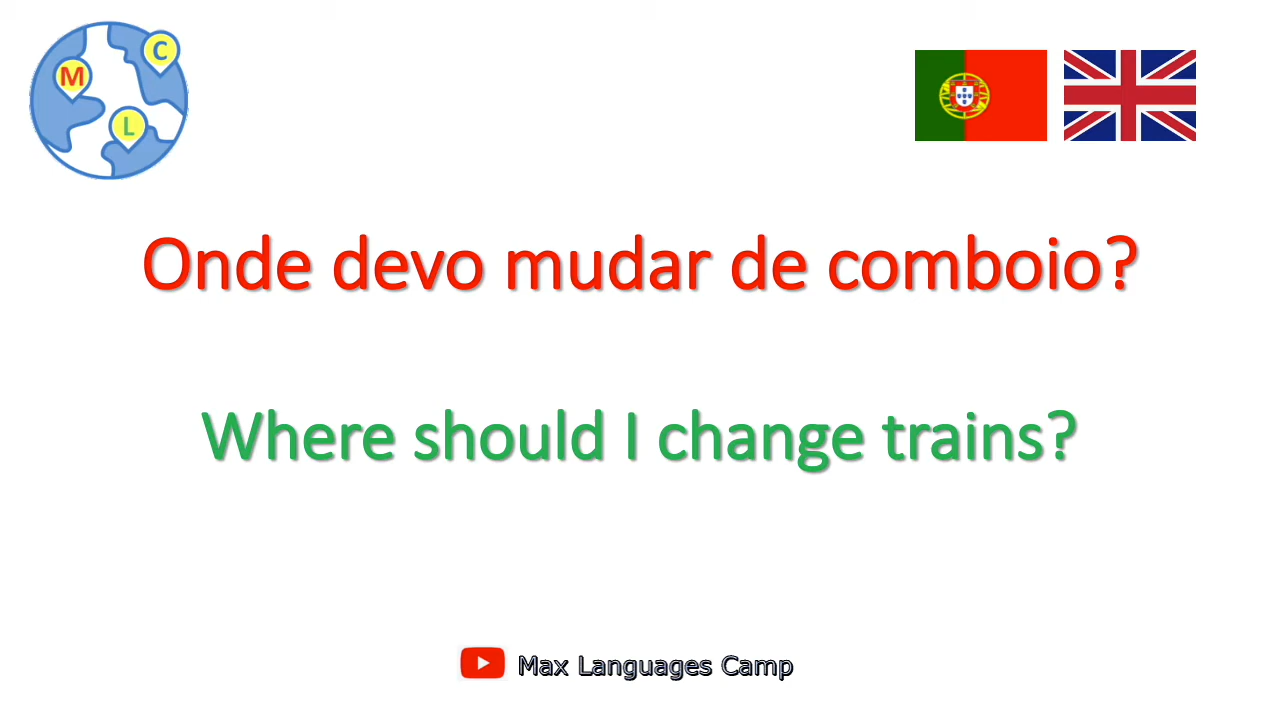 M
C
L
Onde devo mudar de comboio?
Where should I change trains?
Max Languages Camp